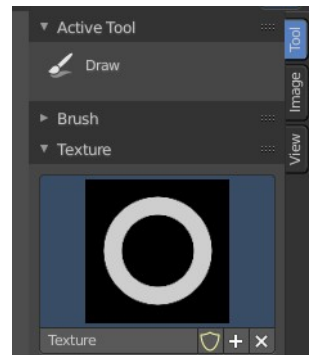 Active Tool
Draw
Brush
Texture
Texture
Tool
Image
View